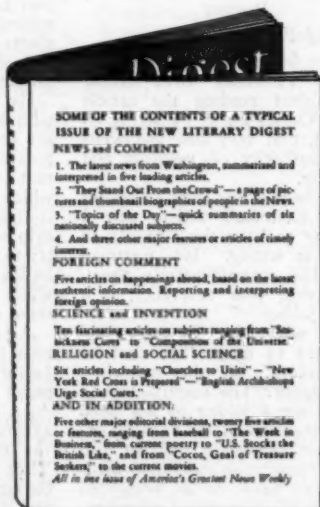 Digest
SOME OF THE CONTENTS OF A TYPICAL
ISSUE OF THE NEW LITERARY DIGEST
NEWS and COMMENT
1. The latest news from Washington, summarized and
interpreted in five leading articles.
2. "They Stand Out From the Crowd"—a page of pic-
tures and thumbnail biographies of people in the News.
3. "Topics of the Day"—quick summaries of six
nationally discussed subjects.
4. And three other major features or articles of timely
interest.
FOREIGN COMMENT
Five articles on happenings abroad, based on the latest
authentic information. Reporting and interpreting
foreign opinion.
SCIENCE and INVENTION
Ten fascinating articles on subjects ranging from "Sea-
sickness Cures" to "Composition of the Universe."
RELIGION and SOCIAL SCIENCE
Six articles including "Churches to Unite"—"New
York Red Cross is Prepared"—"English Archbishops
Urge Social Cures."
AND IN ADDITION:
Five other major editorial divisions, twenty five articles
or features, ranging from baseball to "The Week in
Business," from current poetry to "U.S. Stocks the
British Like," and from "Cocos, Goal of Treasure
Seekers," to the current movies.
All in one issue of America's Greatest News Weekly